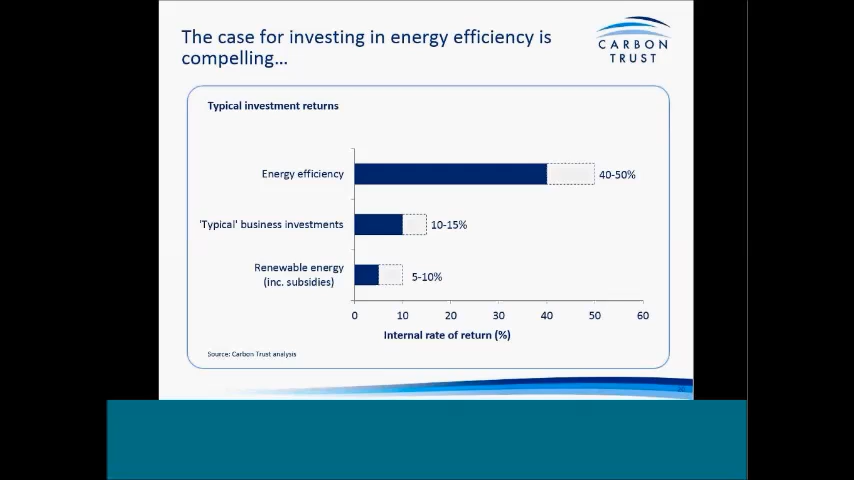 The case for investing in energy efficiency is
compelling…
CARBON
TRUST
Typical investment returns
Energy efficiency
40-50%
'Typical' business investments
10-15%
Renewable energy
(inc. subsidies)
5-10%
0 10 20 30 40 50 60
Internal rate of return (%)
Source: Carbon Trust analysis